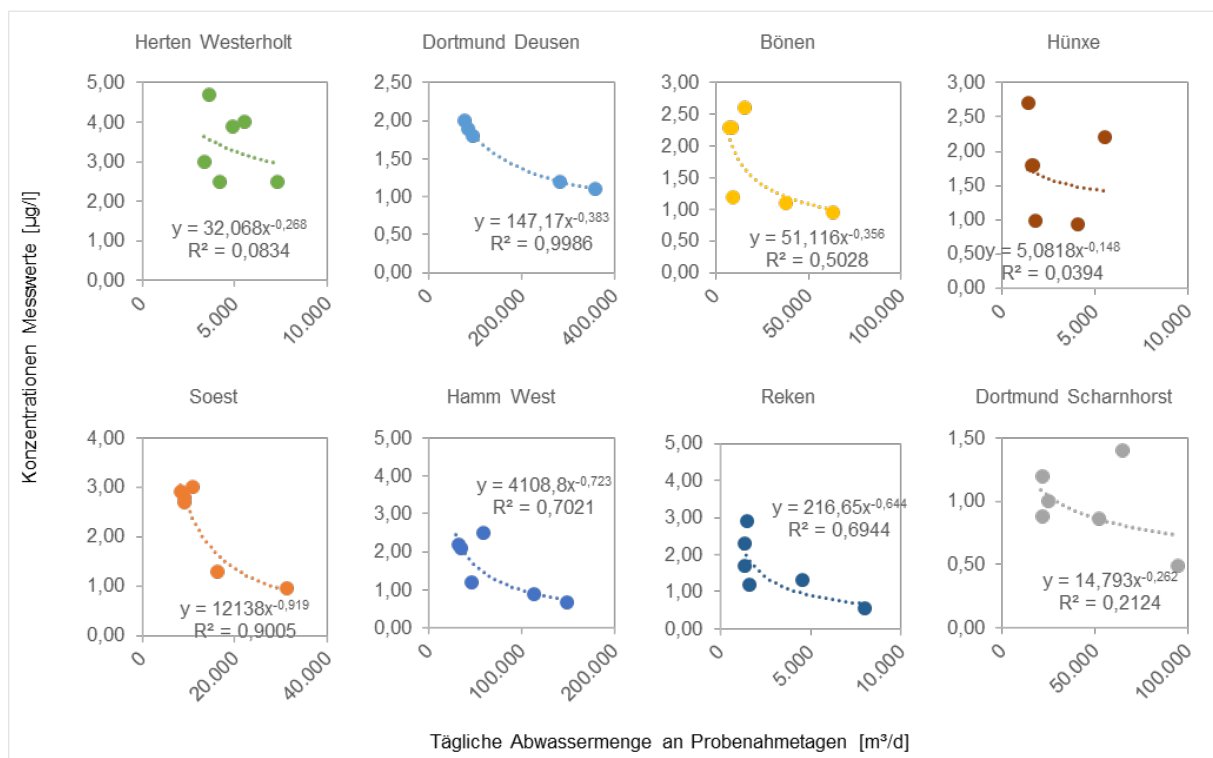 Herten Westerholt
Dortmund Deusen
Bönen
Hünxe
Konzentrationen Messwerte [µg/l]
5,00
4,00
3,00
2,00
1,00
0,00
y = 32,068x^-0,268
R² = 0,0834
0
5.000
10.000
2,50
2,00
1,50
1,00
0,50
0,00
y = 147,17x^-0,383
R² = 0,9986
0
200.000
400.000
3,00
2,50
2,00
1,50
1,00
0,50
0,00
y = 51,116x^-0,356
R² = 0,5028
0
50.000
100.000
3,00
2,50
2,00
1,50
1,00
0,50
0,00
y = 5,0818x^-0,148
R² = 0,0394
0
5.000
10.000
Soest
Hamm West
Reken
Dortmund Scharnhorst
4,00
3,00
2,00
1,00
0,00
y = 12138x^-0,919
R² = 0,9005
0
20.000
40.000
5,00
4,00
3,00
2,00
1,00
0,00
y = 4108,8x^-0,723
R² = 0,7021
0
100.000
200.000
5,00
4,00
3,00
2,00
1,00
0,00
y = 216,65x^-0,644
R² = 0,6944
0
5.000
10.000
1,50
1,00
0,50
0,00
y = 14,793x^-0,262
R² = 0,2124
0
50.000
100.000
Tägliche Abwassermenge an Probenahmetagen [m³/d]